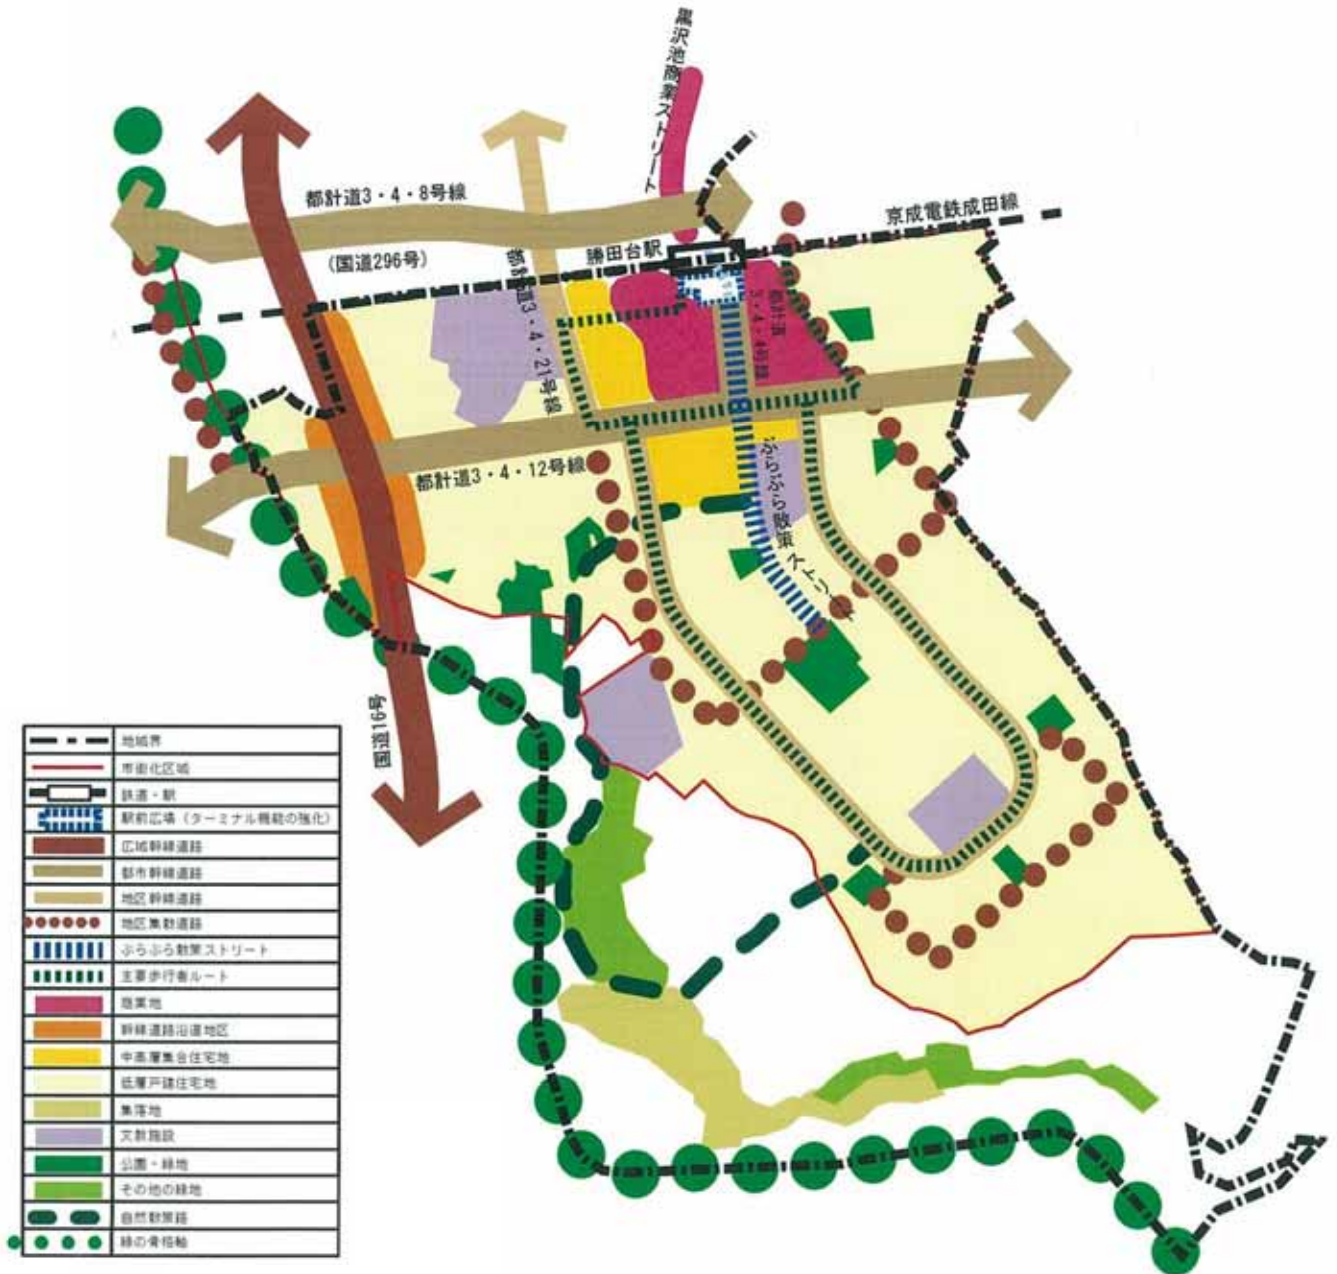 黒沢池商業ストリート
都計道3・4・8号線
京成電鉄成田線
勝田台駅
(国道296号)
都計道3・4・21号線
都計道
3・4・4号線
都計道3・4・12号線
ぶらぶら散策ストリート
国道16号
地域界
市街化区域
鉄道・駅
駅前広場（ターミナル機能の強化）
広域幹線道路
都市幹線道路
地区幹線道路
地区集散道路
ぶらぶら散策ストリート
主要歩行者ルート
商業地
幹線道路沿道地区
中高層集合住宅地
低層戸建住宅地
集落地
文教施設
公園・緑地
その他の緑地
自然散策路
緑の骨格軸